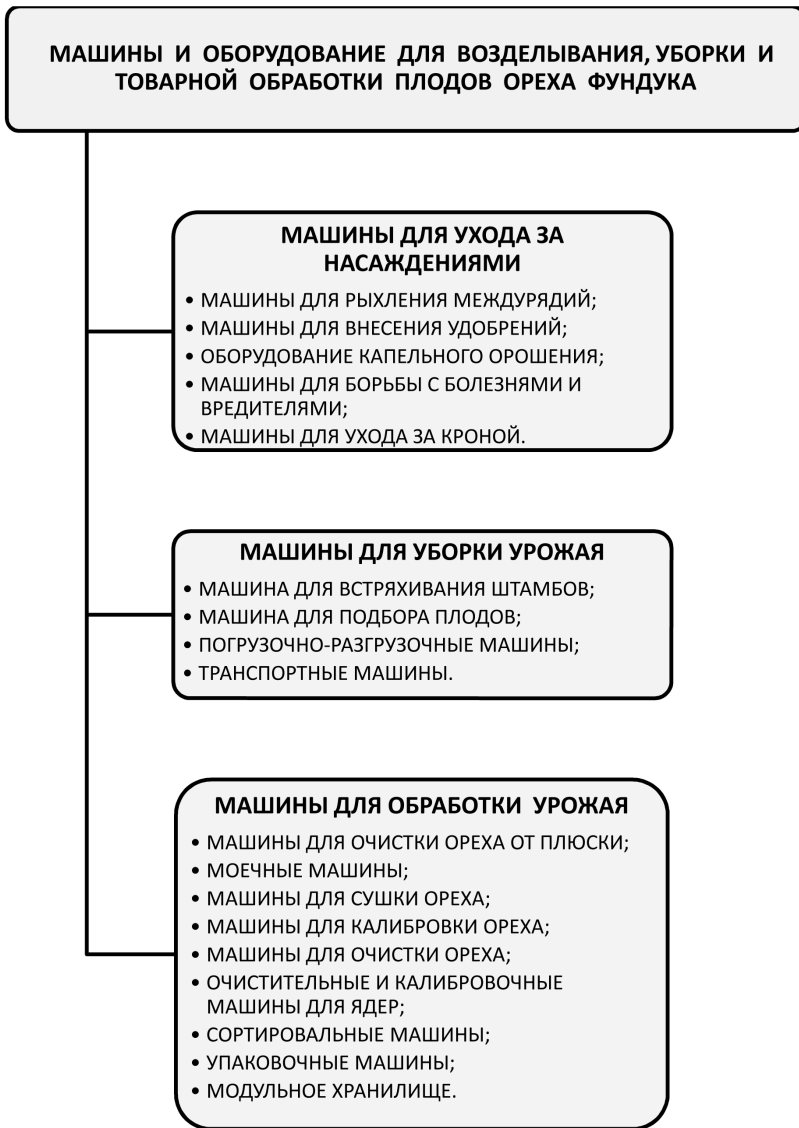 МАШИНЫ И ОБОРУДОВАНИЕ ДЛЯ ВОЗДЕЛЫВАНИЯ, УБОРКИ И
ТОВАРНОЙ ОБРАБОТКИ ПЛОДОВ ОРЕХА ФУНДУКА
МАШИНЫ ДЛЯ УХОДА ЗА
НАСАЖДЕНИЯМИ
• МАШИНЫ ДЛЯ РЫХЛЕНИЯ МЕЖДУРЯДИЙ;
• МАШИНЫ ДЛЯ ВНЕСЕНИЯ УДОБРЕНИЙ;
• ОБОРУДОВАНИЕ КАПЕЛЬНОГО ОРОШЕНИЯ;
• МАШИНЫ ДЛЯ БОРЬБЫ С БОЛЕЗНЯМИ И
ВРЕДИТЕЛЯМИ;
• МАШИНЫ ДЛЯ УХОДА ЗА КРОНОЙ.
МАШИНЫ ДЛЯ УБОРКИ УРОЖАЯ
• МАШИНА ДЛЯ ВСТРЯХИВАНИЯ ШТАМБОВ;
• МАШИНА ДЛЯ ПОДБОРА ПЛОДОВ;
• ПОГРУЗОЧНО-РАЗГРУЗОЧНЫЕ МАШИНЫ;
• ТРАНСПОРТНЫЕ МАШИНЫ.
МАШИНЫ ДЛЯ ОБРАБОТКИ УРОЖАЯ
• МАШИНЫ ДЛЯ ОЧИСТКИ ОРЕХА ОТ ПЛЮСКИ;
• МОЕЧНЫЕ МАШИНЫ;
• МАШИНЫ ДЛЯ СУШКИ ОРЕХА;
• МАШИНЫ ДЛЯ КАЛИБРОВКИ ОРЕХА;
• МАШИНЫ ДЛЯ ОЧИСТКИ ОРЕХА;
• ОЧИСТИТЕЛЬНЫЕ И КАЛИБРОВОЧНЫЕ
МАШИНЫ ДЛЯ ЯДЕР;
• СОРТИРОВАЛЬНЫЕ МАШИНЫ;
• УПАКОВОЧНЫЕ МАШИНЫ;
• МОДУЛЬНОЕ ХРАНИЛИЩЕ.